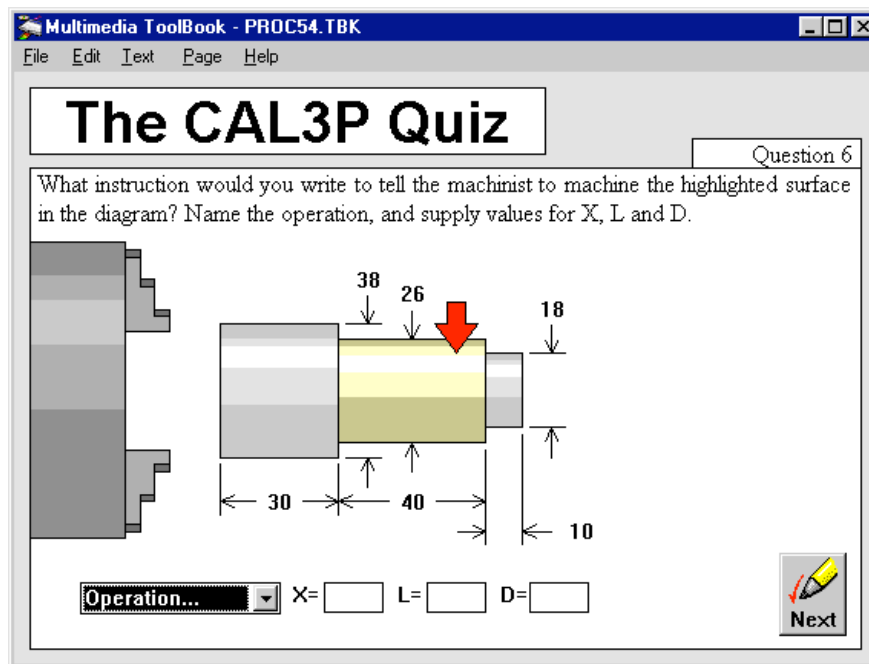 Multimedia ToolBook - PROC54.TBK
File Edit Text Page Help
The CAL3P Quiz
Question 6
What instruction would you write to tell the machinist to machine the highlighted surface
in the diagram? Name the operation, and supply values for X, L and D.
38
26
18
30
40
10
Operation... X= L= D=
Next